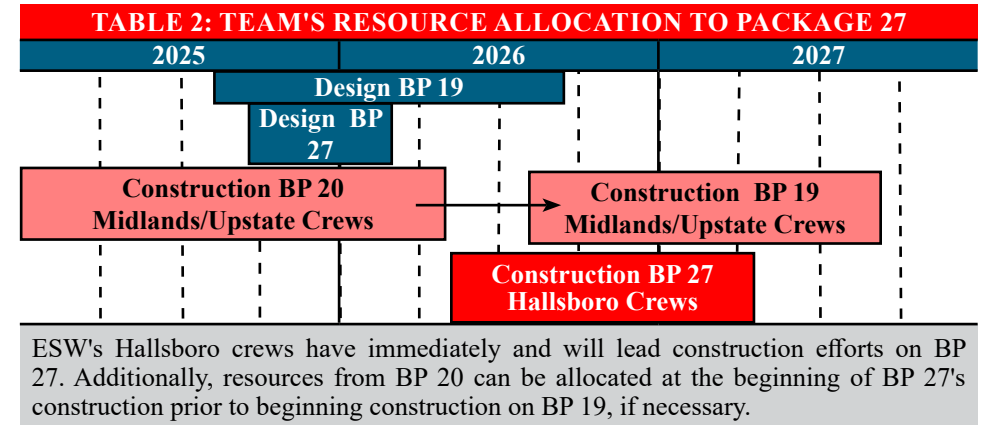 TABLE 2: TEAM'S RESOURCE ALLOCATION TO PACKAGE 27
2025 2026 2027
Design BP 19
Design BP
27
Construction BP 20
Midlands/Upstate Crews
Construction BP 19
Midlands/Upstate Crews
Construction BP 27
Hallsboro Crews
ESW's Hallsboro crews have immediately and will lead construction efforts on BP
27. Additionally, resources from BP 20 can be allocated at the beginning of BP 27's
construction prior to beginning construction on BP 19, if necessary.